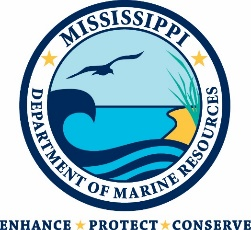 MISSISSIPPI
DEPARTMENT OF MARINE RESOURCES
ENHANCE ★ PROTECT ★ CONSERVE